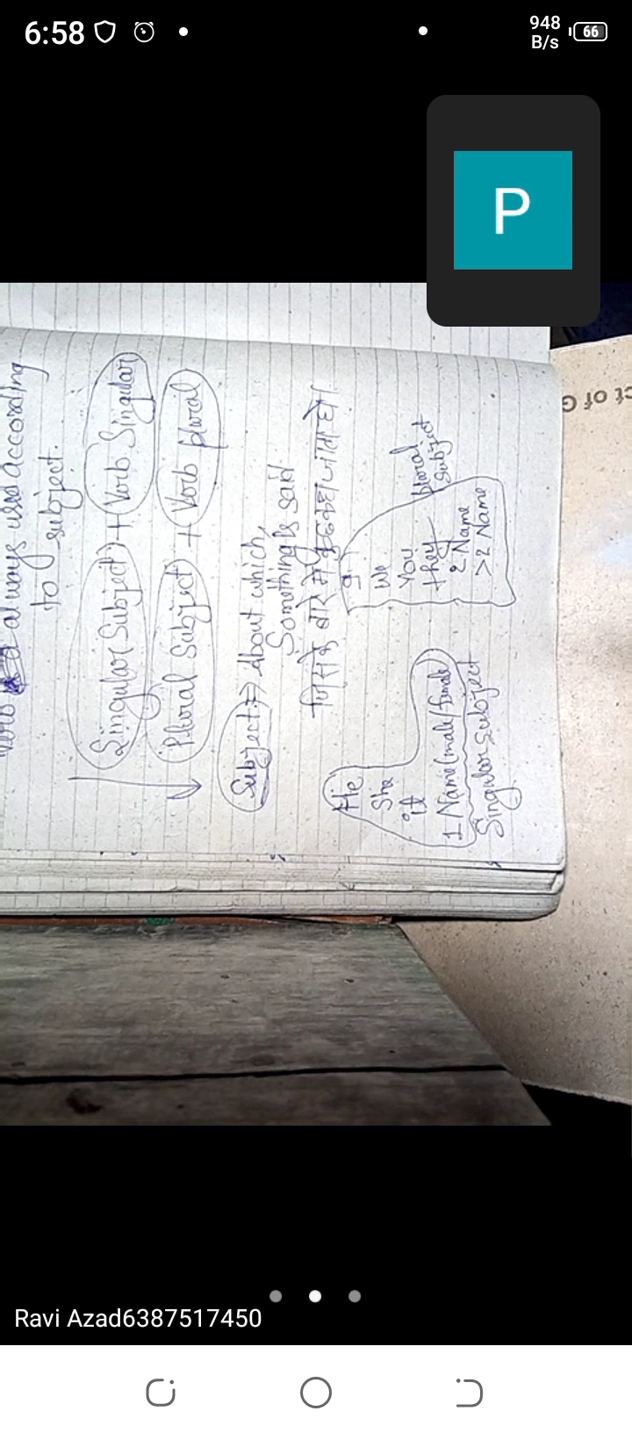 6:58
948
B/s
66
P
ct of G
always used according
to subject.
Singular Subject + Verb Singular
Plural Subject + Verb plural
Subject => About which,
Something is said
जिसके बारे में कुछ कहा जाता हो।
He
She
it
1 Name (male/female
Singular subject
I
We
You
they
2 Name
>2 Name
plural
subject
Ravi Azad6387517450